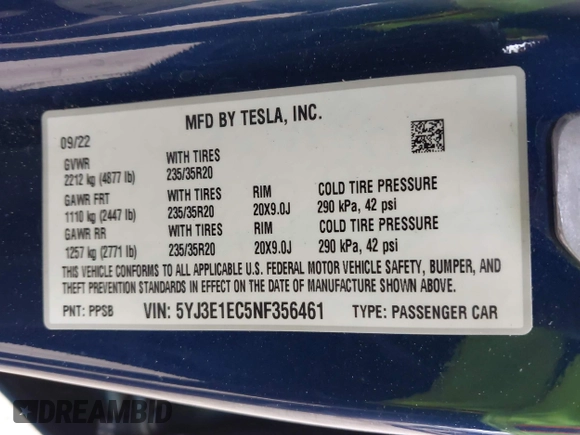 MFD BY TESLA, INC.
09/22
GVWR WITH TIRES
2212 kg (4877 lb) 235/35R20
GAWR FRT WITH TIRES RIM COLD TIRE PRESSURE
1110 kg (2447 lb) 235/35R20 20X9.0J 290 kPa, 42 psi
GAWR RR WITH TIRES RIM COLD TIRE PRESSURE
1257 kg (2771 lb) 235/35R20 20X9.0J 290 kPa, 42 psi
THIS VEHICLE CONFORMS TO ALL APPLICABLE U.S. FEDERAL MOTOR VEHICLE SAFETY, BUMPER, AND
THEFT PREVENTION STANDARDS IN EFFECT ON THE DATE OF MANUFACTURE SHOWN ABOVE.
PNT: PPSB VIN: 5YJ3E1EC5NF356461 TYPE: PASSENGER CAR
DREAMBID